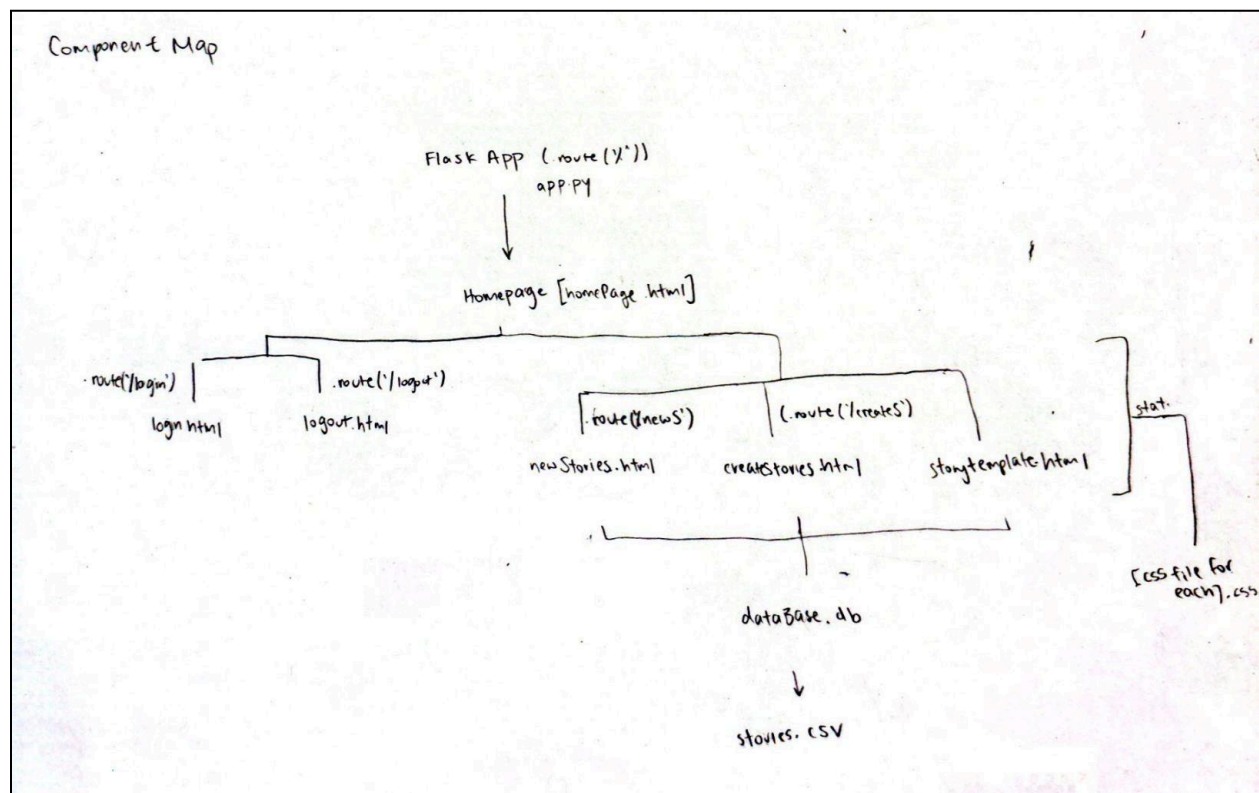 Component Map
Flask App (.route('/'))
app.py
Homepage [homePage.html]
.route('/login')
.route('/logout')
login.html
logout.html
.route('/newS')
(.route('/createS')
newStories.html
createStories.html
storytemplate.html
stat.
[css file for
each].css
dataBase.db
stories.csv